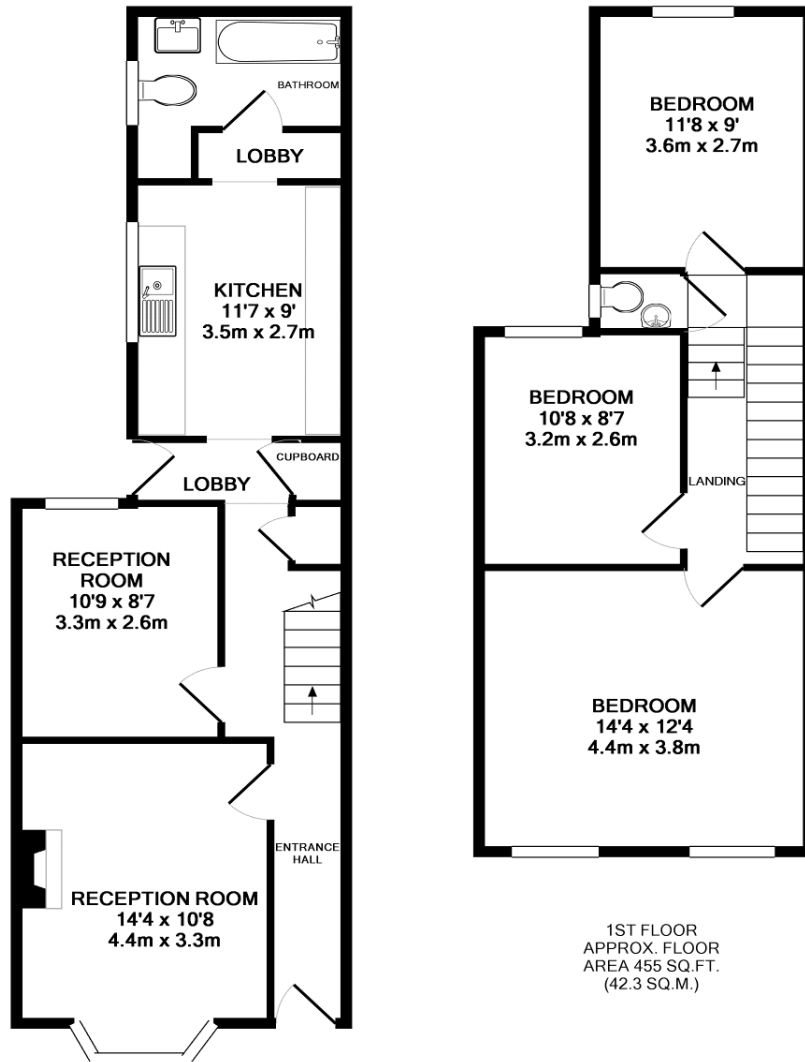 BATHROOM
LOBBY
KITCHEN
11'7 x 9'
3.5m x 2.7m
CUPBOARD
LOBBY
RECEPTION
ROOM
10'9 x 8'7
3.3m x 2.6m
ENTRANCE
HALL
RECEPTION ROOM
14'4 x 10'8
4.4m x 3.3m
BEDROOM
11'8 x 9'
3.6m x 2.7m
BEDROOM
10'8 x 8'7
3.2m x 2.6m
LANDING
BEDROOM
14'4 x 12'4
4.4m x 3.8m
1ST FLOOR
APPROX. FLOOR
AREA 455 SQ.FT.
(42.3 SQ.M.)